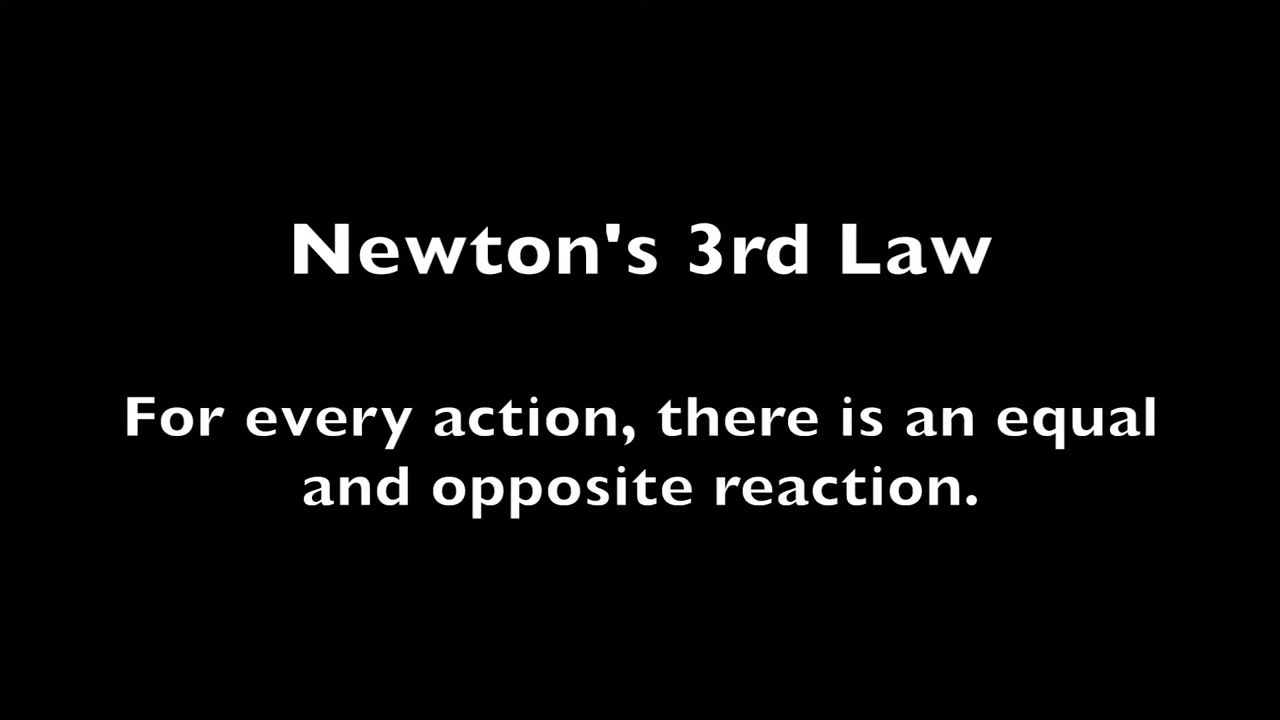 Newton's 3rd Law
For every action, there is an equal
and opposite reaction.